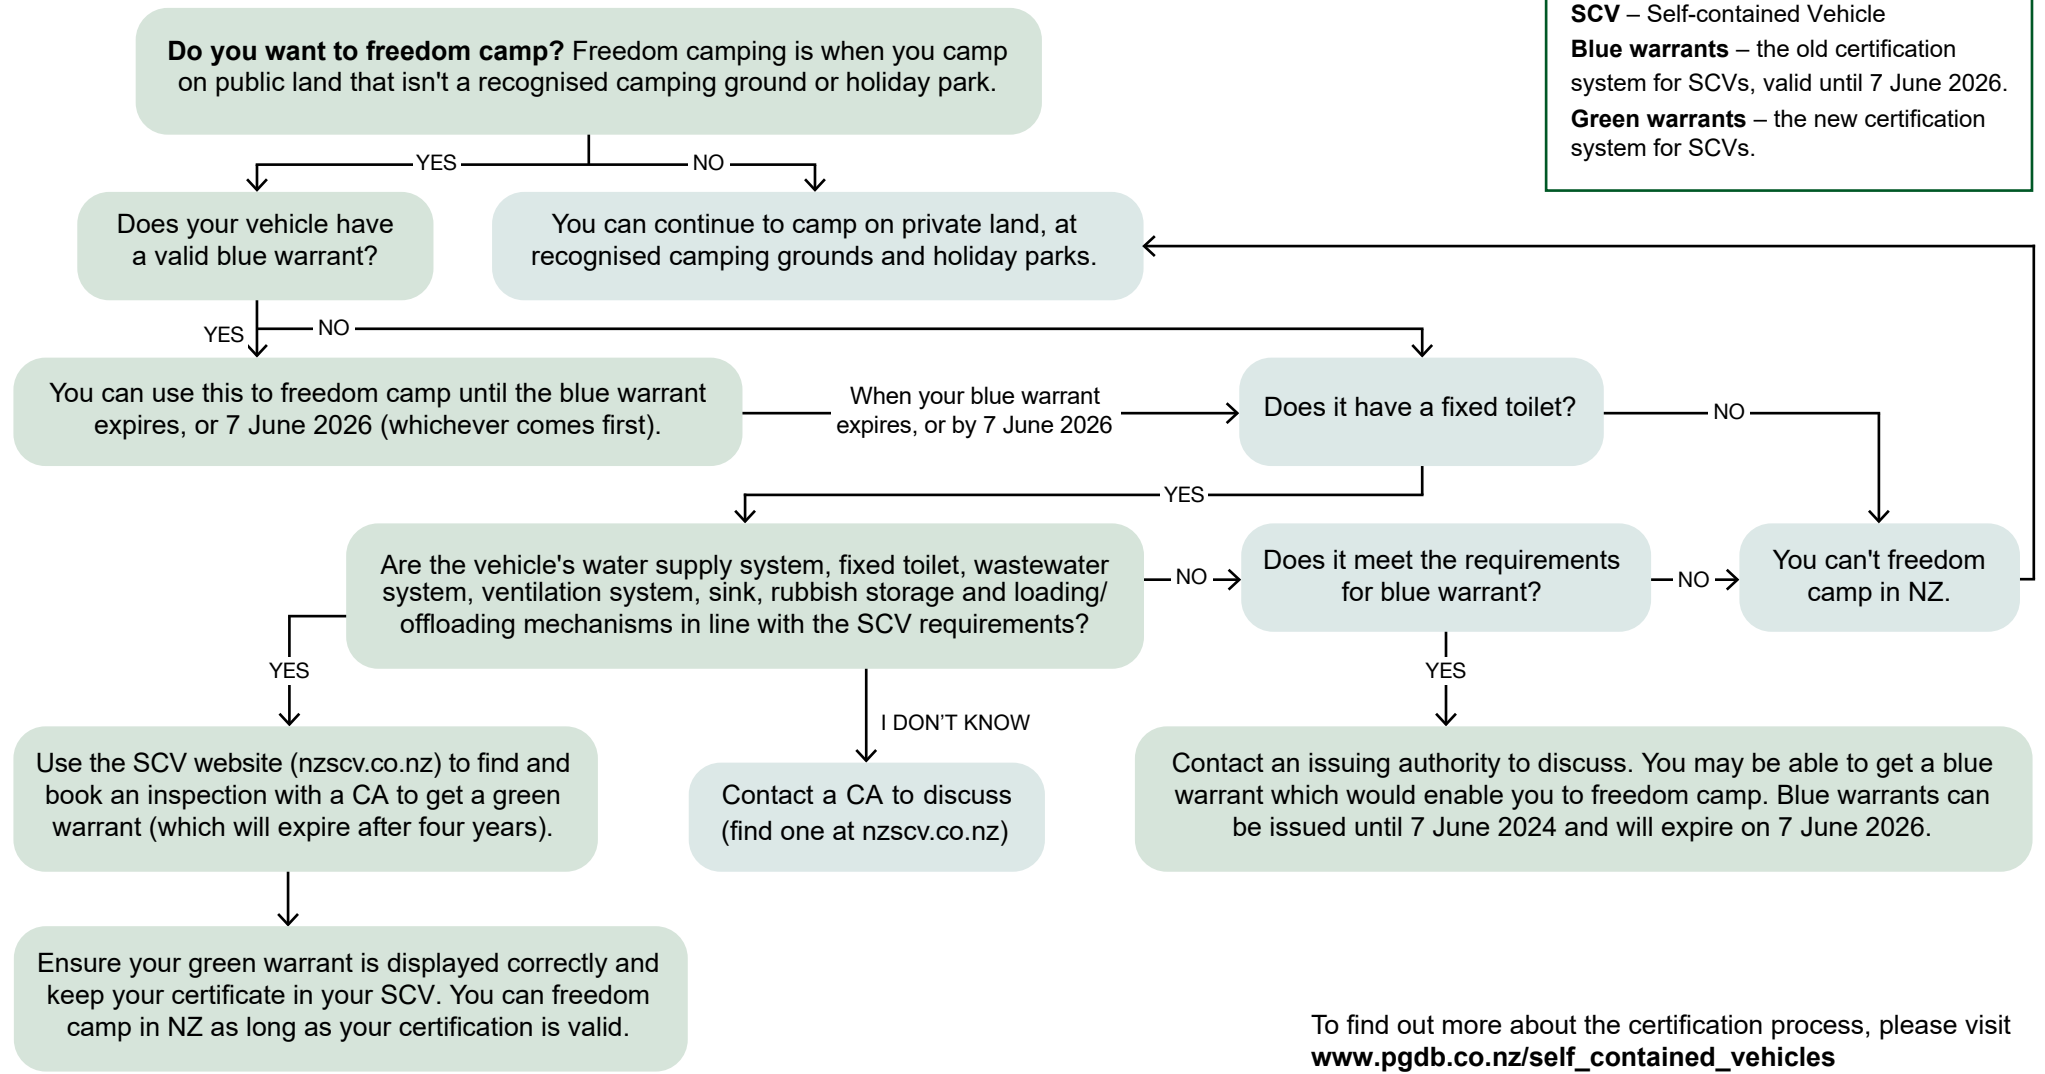 SCV – Self-contained Vehicle
Blue warrants – the old certification
system for SCVs, valid until 7 June 2026.
Green warrants – the new certification
system for SCVs.
Do you want to freedom camp? Freedom camping is when you camp
on public land that isn't a recognised camping ground or holiday park.
YES
NO
Does your vehicle have
a valid blue warrant?
You can continue to camp on private land, at
recognised camping grounds and holiday parks.
YES
NO
You can use this to freedom camp until the blue warrant
expires, or 7 June 2026 (whichever comes first).
When your blue warrant
expires, or by 7 June 2026
Does it have a fixed toilet?
NO
YES
Are the vehicle's water supply system, fixed toilet, wastewater
system, ventilation system, sink, rubbish storage and loading/
offloading mechanisms in line with the SCV requirements?
NO
Does it meet the requirements
for blue warrant?
NO
You can't freedom
camp in NZ.
YES
I DON’T KNOW
YES
Use the SCV website (nzscv.co.nz) to find and
book an inspection with a CA to get a green
warrant (which will expire after four years).
Contact a CA to discuss
(find one at nzscv.co.nz)
Contact an issuing authority to discuss. You may be able to get a blue
warrant which would enable you to freedom camp. Blue warrants can
be issued until 7 June 2024 and will expire on 7 June 2026.
Ensure your green warrant is displayed correctly and
keep your certificate in your SCV. You can freedom
camp in NZ as long as your certification is valid.
To find out more about the certification process, please visit
www.pgdb.co.nz/self_contained_vehicles